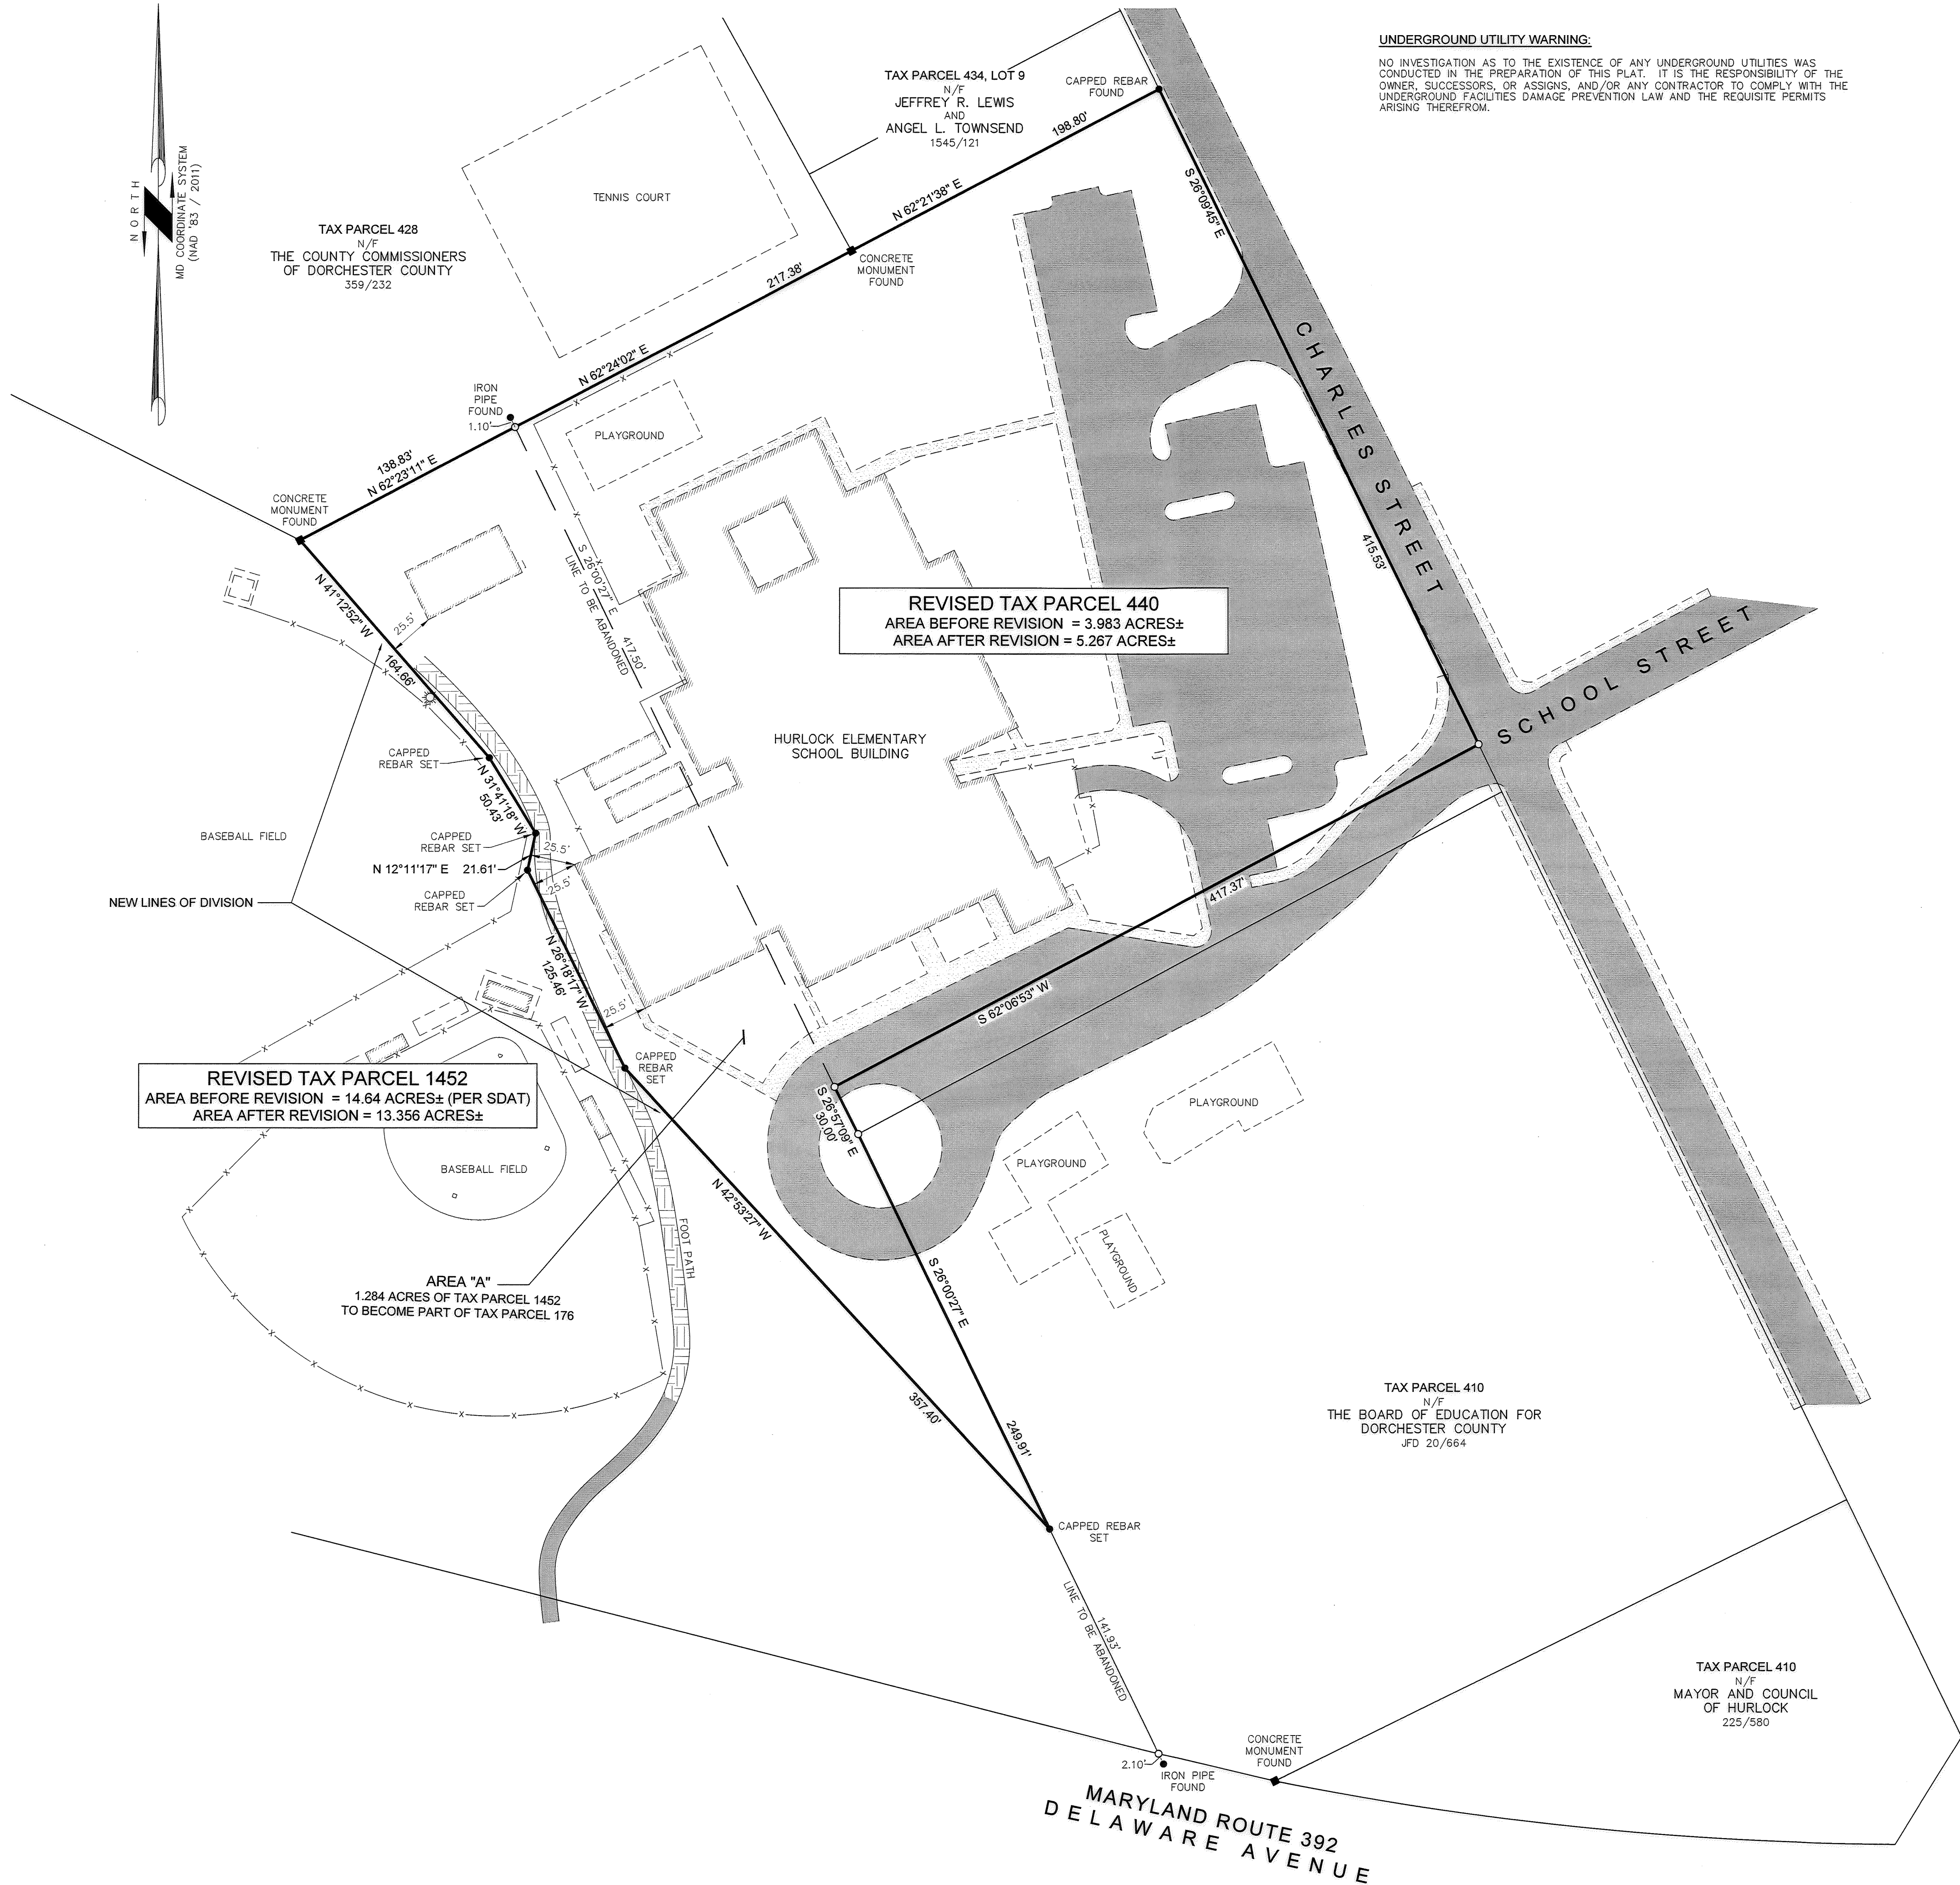 UNDERGROUND UTILITY WARNING:
NO INVESTIGATION AS TO THE EXISTENCE OF ANY UNDERGROUND UTILITIES WAS
CONDUCTED IN THE PREPARATION OF THIS PLAT. IT IS THE RESPONSIBILITY OF THE
OWNER, SUCCESSORS, OR ASSIGNS, AND/OR ANY CONTRACTOR TO COMPLY WITH THE
UNDERGROUND FACILITIES DAMAGE PREVENTION LAW AND THE REQUISITE PERMITS
ARISING THEREFROM.
NORTH
MD COORDINATE SYSTEM
(NAD '83 / 2011)
TAX PARCEL 434, LOT 9
N/F
JEFFREY R. LEWIS
AND
ANGEL L. TOWNSEND
1545/121
CAPPED REBAR
FOUND
198.80'
N 62°21'38" E
S 26°09'45" E
TENNIS COURT
TAX PARCEL 428
N/F
THE COUNTY COMMISSIONERS
OF DORCHESTER COUNTY
359/232
CONCRETE
MONUMENT
FOUND
217.38'
N 62°24'02" E
IRON
PIPE
FOUND
1.10'
PLAYGROUND
CHARLES STREET
138.83'
N 62°23'11" E
CONCRETE
MONUMENT
FOUND
415.53'
S 26°00'27" E
417.50'
LINE TO BE ABANDONED
N 41°12'52" W
164.66'
25.5'
REVISED TAX PARCEL 440
AREA BEFORE REVISION = 3.983 ACRES±
AREA AFTER REVISION = 5.267 ACRES±
SCHOOL STREET
HURLOCK ELEMENTARY
SCHOOL BUILDING
CAPPED
REBAR SET
N 31°41'18" W
50.43'
BASEBALL FIELD
CAPPED
REBAR SET
25.5'
N 12°11'17" E 21.61'
25.5'
CAPPED
REBAR SET
NEW LINES OF DIVISION
417.37'
S 62°06'53" W
N 26°18'17" W
125.46'
25.5'
CAPPED
REBAR
SET
REVISED TAX PARCEL 1452
AREA BEFORE REVISION = 14.64 ACRES± (PER SDAT)
AREA AFTER REVISION = 13.356 ACRES±
S 26°57'09" E
30.00'
PLAYGROUND
PLAYGROUND
PLAYGROUND
BASEBALL FIELD
N 42°53'27" W
357.40'
FOOT PATH
S 26°00'27" E
249.91'
AREA "A"
1.284 ACRES OF TAX PARCEL 1452
TO BECOME PART OF TAX PARCEL 176
TAX PARCEL 410
N/F
THE BOARD OF EDUCATION FOR
DORCHESTER COUNTY
JFD 20/664
CAPPED REBAR
SET
141.93'
LINE TO BE ABANDONED
TAX PARCEL 410
N/F
MAYOR AND COUNCIL
OF HURLOCK
225/580
CONCRETE
MONUMENT
FOUND
2.10'
IRON PIPE
FOUND
MARYLAND ROUTE 392
DELAWARE AVENUE